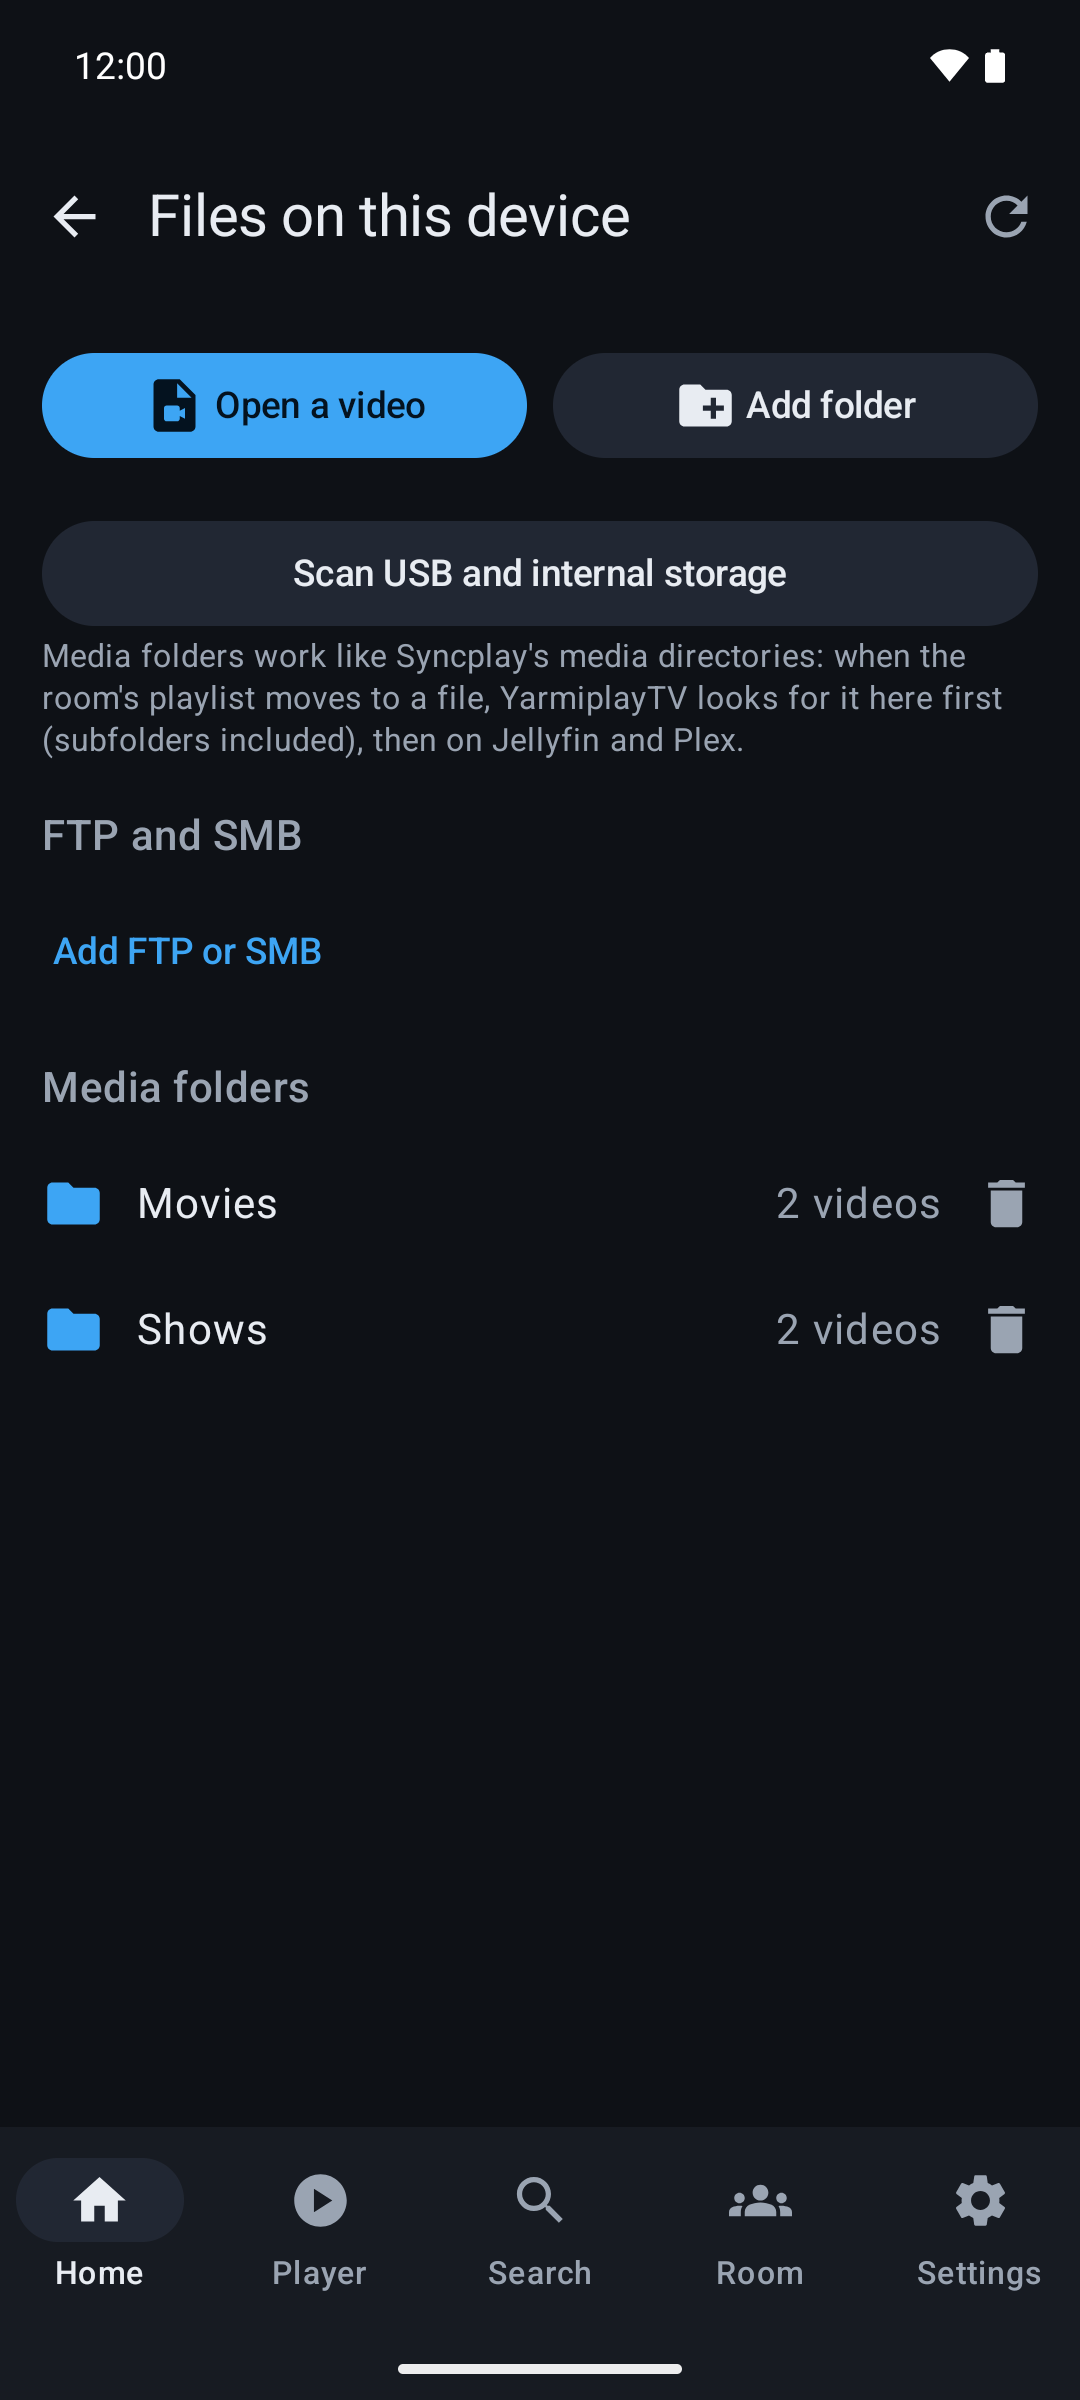 12:00
Files on this device
Open a video
Add folder
Scan USB and internal storage
Media folders work like Syncplay's media directories: when the
room's playlist moves to a file, YarmiplayTV looks for it here first
(subfolders included), then on Jellyfin and Plex.
FTP and SMB
Add FTP or SMB
Media folders
Movies 2 videos
Shows 2 videos
Home Player Search Room Settings